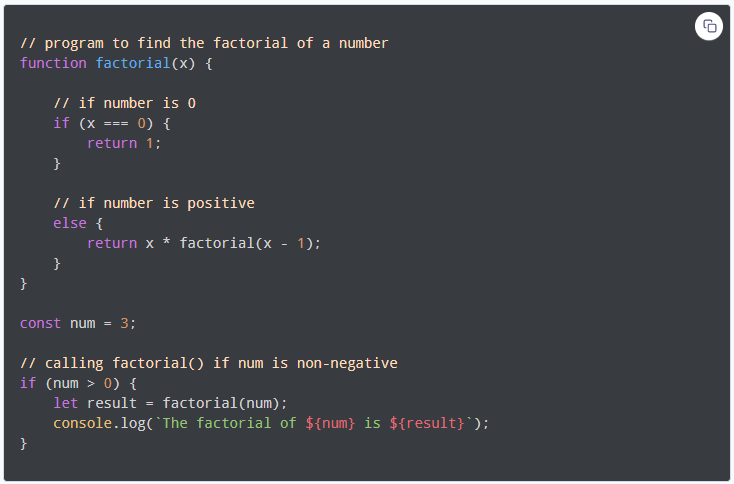 // program to find the factorial of a number
function factorial(x) {
    // if number is 0
    if (x === 0) {
        return 1;
    }
    // if number is positive
    else {
        return x * factorial(x - 1);
    }
}
const num = 3;
// calling factorial() if num is non-negative
if (num > 0) {
    let result = factorial(num);
    console.log(`The factorial of ${num} is ${result}`);
}